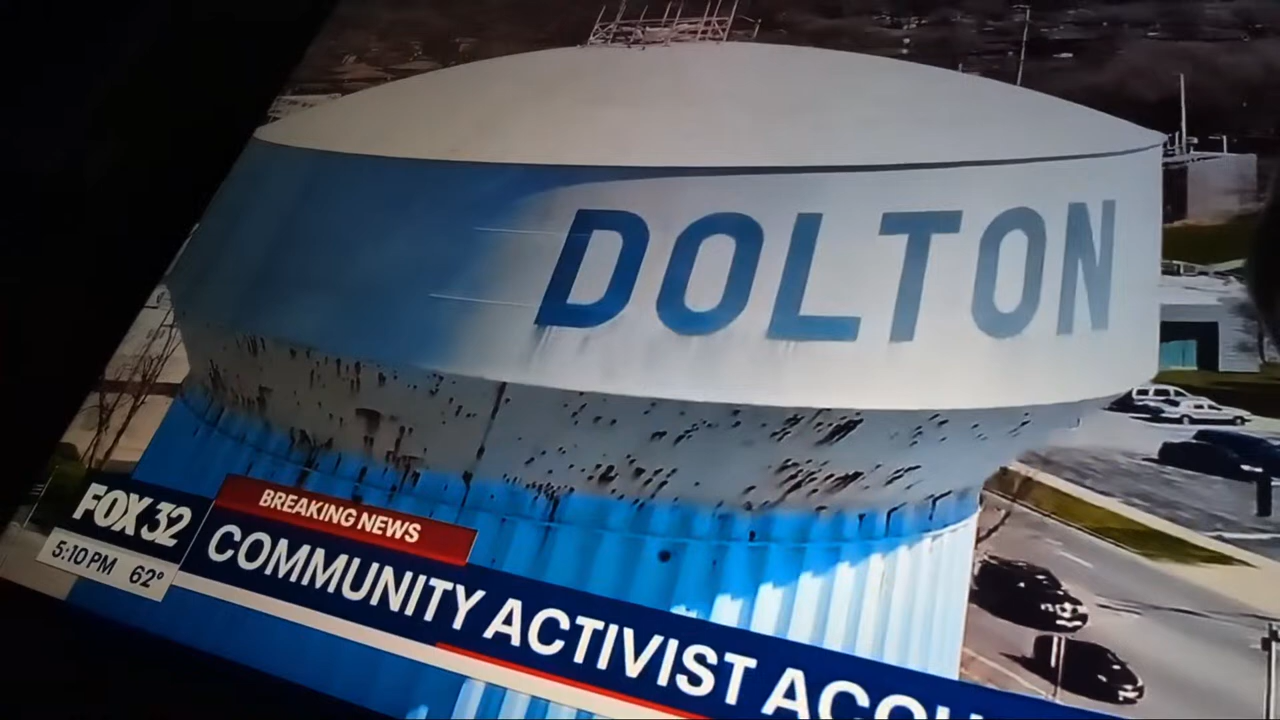 DOLTON
BREAKING NEWS
FOX 32
COMMUNITY ACTIVIST
5:10 PM 62°